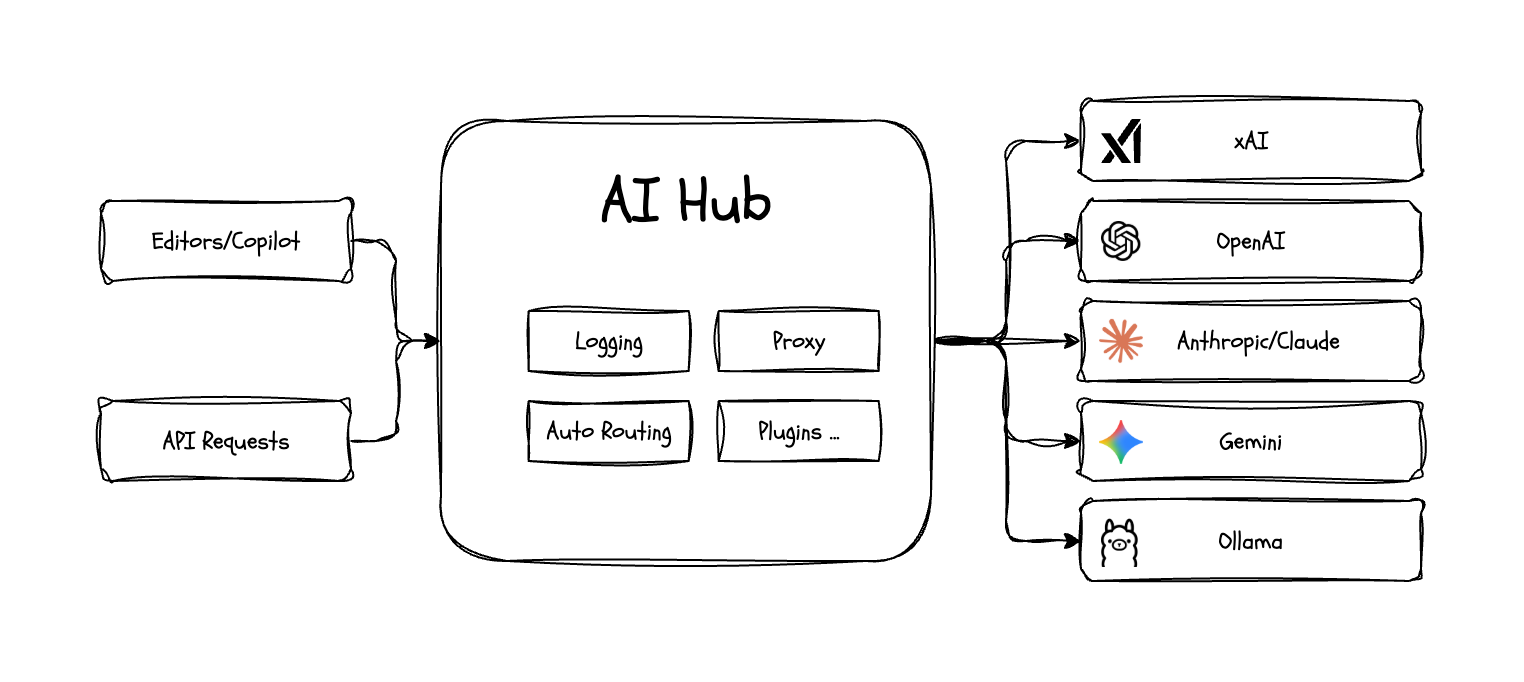 Editors/Copilot
API Requests
AI Hub
Logging
Proxy
Auto Routing
Plugins ...
xAI
OpenAI
Anthropic/Claude
Gemini
Ollama